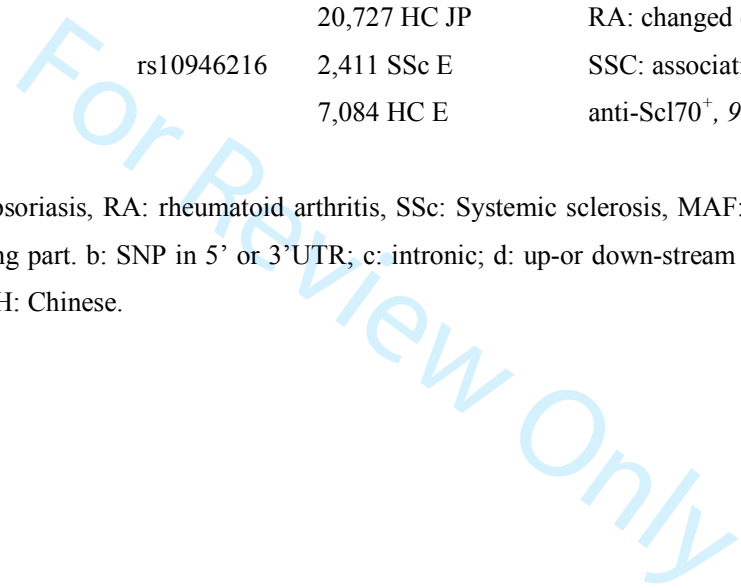 20,727 HC JP RA: changed
rs10946216 2,411 SSc E SSC: associati
7,084 HC E anti-Scl70⁺, 9
psoriasis, RA: rheumatoid arthritis, SSc: Systemic sclerosis, MAF:
ng part. b: SNP in 5’ or 3’UTR; c: intronic; d: up-or down-stream
H: Chinese.
For Review Only